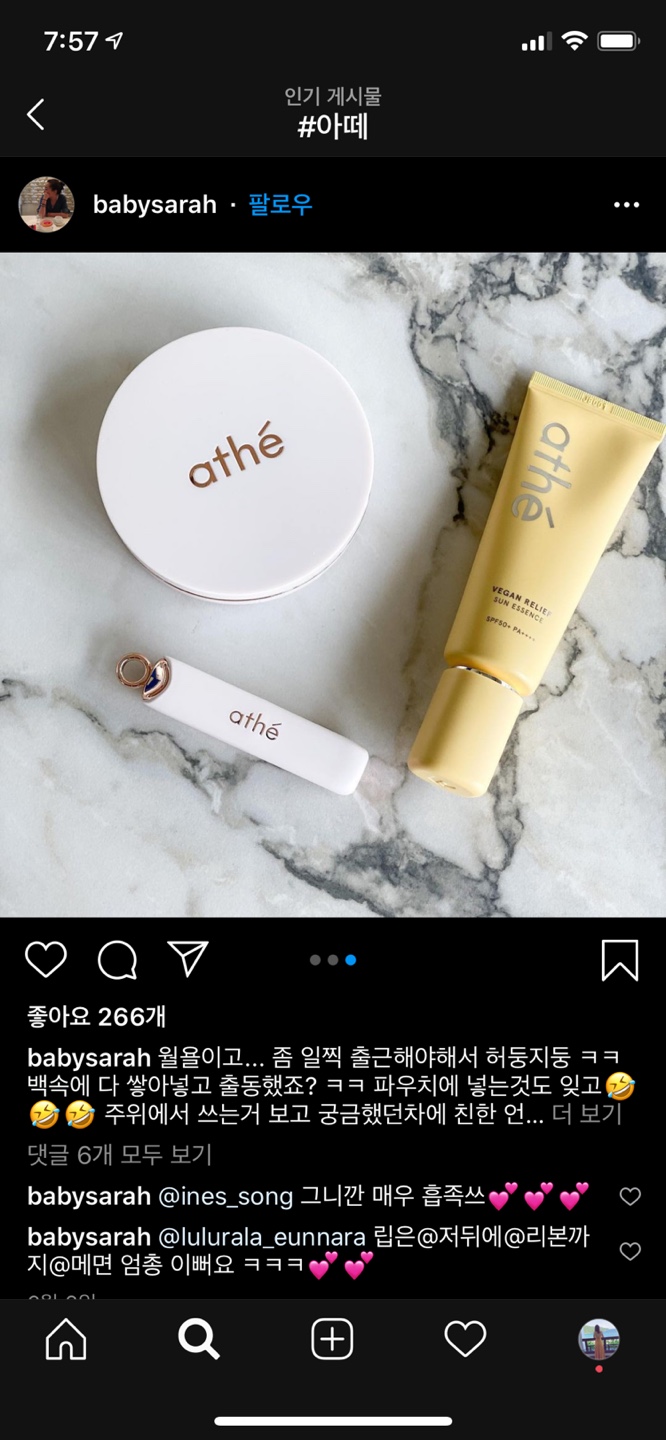 7:57
인기 게시물
#아떼
babysarah · 팔로우
athé
athé
VEGAN RELIEF
SUN ESSENCE
SPF50+ PA++++
athé
좋아요 266개
babysarah 월욜이고... 좀 일찍 출근해야해서 허둥지둥 ㅋㅋ
백속에 다 쌓아넣고 출동했죠? ㅋㅋ 파우치에 넣는것도 잊고🤣
🤣🤣 주위에서 쓰는거 보고 궁금했던차에 친한 언... 더 보기
댓글 6개 모두 보기
babysarah @ines_song 그니깐 매우 흡족쓰💕💕💕
babysarah @lulurala_eunnara 립은@저뒤에@리본까
지@메면 엄총 이뻐요 ㅋㅋㅋ💕💕